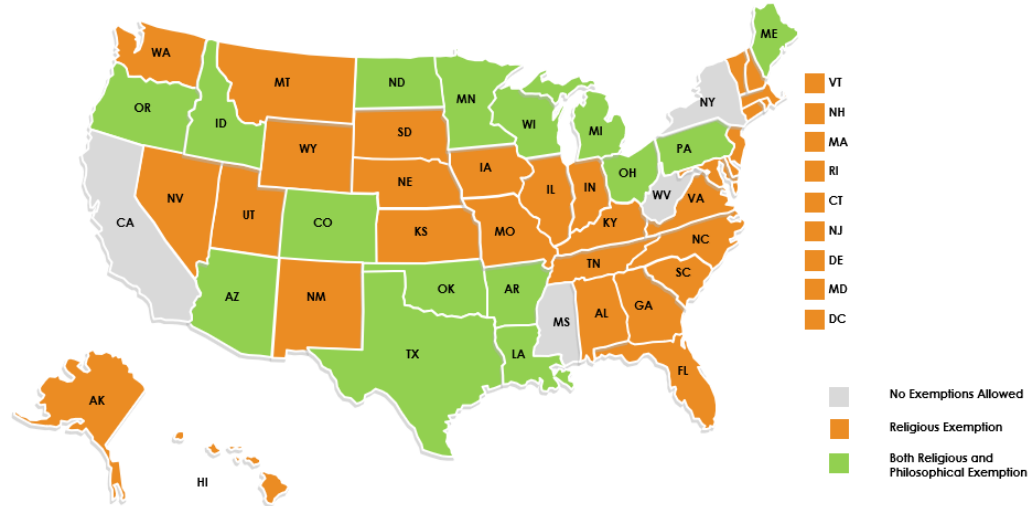 ME
WA
MT
ND
VT
MN
OR
NY
ID
NH
WI
SD
MI
MA
WY
PA
RI
IA
OH
NE
IL
IN
WV
NV
VA
CT
UT
CA
CO
KY
KS
MO
NJ
NC
TN
DE
SC
OK
AR
MD
AZ
NM
GA
AL
DC
MS
TX
LA
FL
No Exemptions Allowed
AK
Religious Exemption
Both Religious and
Philosophical Exemption
HI